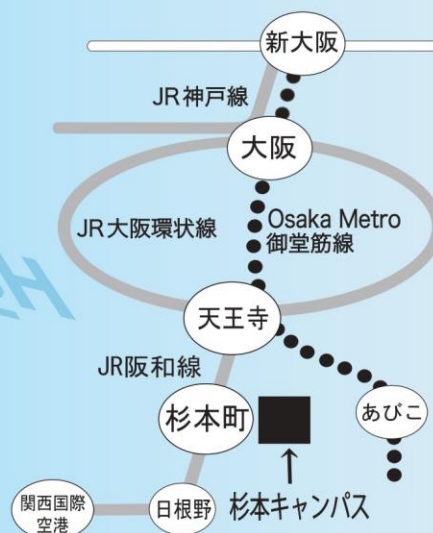 新大阪
JR神戸線
大阪
JR大阪環状線
Osaka Metro
御堂筋線
天王寺
JR阪和線
杉本町
あびこ
関西国際
空港
日根野
杉本キャンパス